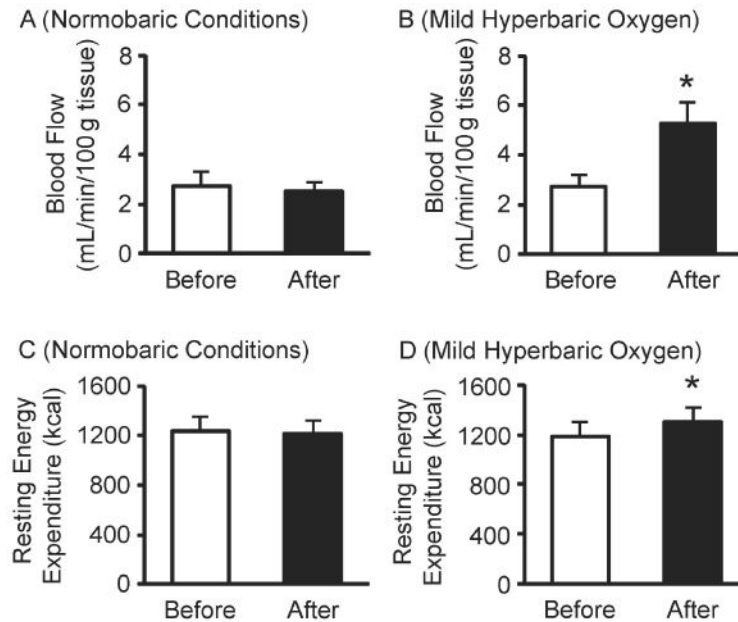 A (Normobaric Conditions)
Blood Flow
(mL/min/100 g tissue)
8
6
4
2
0
Before After
B (Mild Hyperbaric Oxygen)
Blood Flow
(mL/min/100 g tissue)
8
6
4
2
0
*
Before After
C (Normobaric Conditions)
Resting Energy
Expenditure (kcal)
1600
1200
800
400
0
Before After
D (Mild Hyperbaric Oxygen)
Resting Energy
Expenditure (kcal)
1600
1200
800
400
0
*
Before After